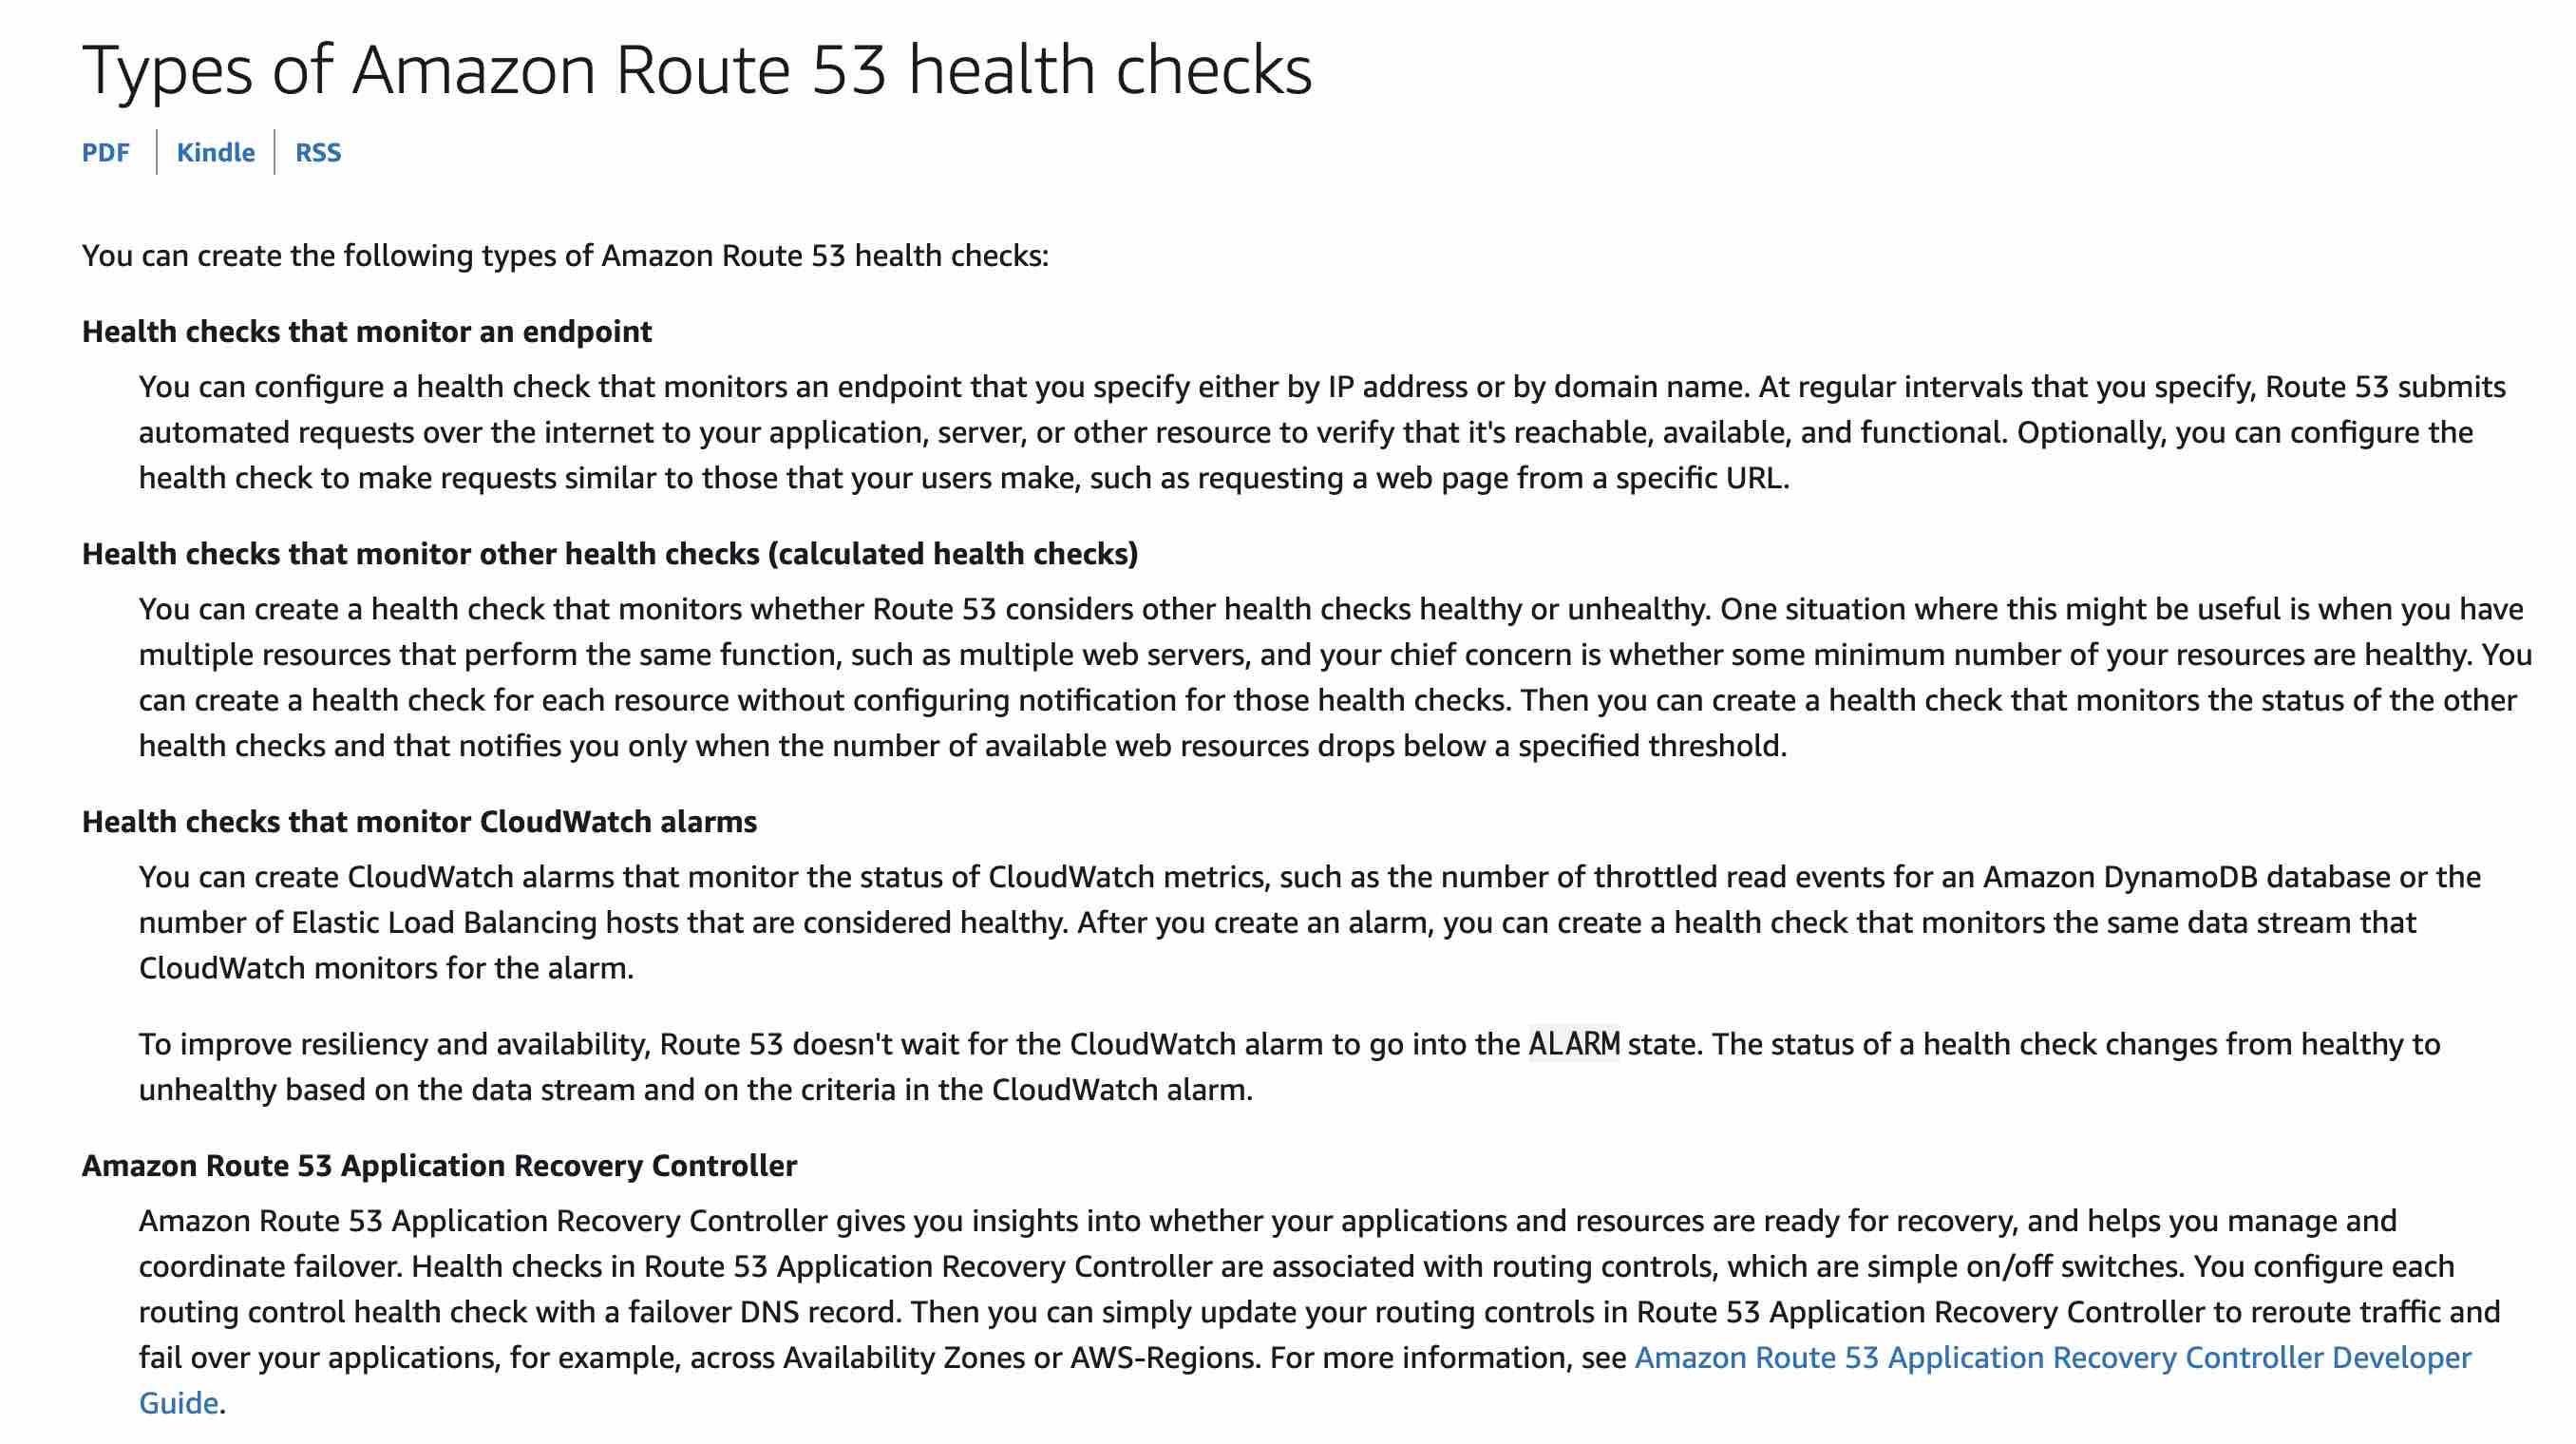 Types of Amazon Route 53 health checks
PDF
Kindle
RSS
You can create the following types of Amazon Route 53 health checks:
Health checks that monitor an endpoint
You can configure a health check that monitors an endpoint that you specify either by IP address or by domain name. At regular intervals that you specify, Route 53 submits
automated requests over the internet to your application, server, or other resource to verify that it's reachable, available, and functional. Optionally, you can configure the
health check to make requests similar to those that your users make, such as requesting a web page from a specific URL.
Health checks that monitor other health checks (calculated health checks)
You can create a health check that monitors whether Route 53 considers other health checks healthy or unhealthy. One situation where this might be useful is when you have
multiple resources that perform the same function, such as multiple web servers, and your chief concern is whether some minimum number of your resources are healthy. You
can create a health check for each resource without configuring notification for those health checks. Then you can create a health check that monitors the status of the other
health checks and that notifies you only when the number of available web resources drops below a specified threshold.
Health checks that monitor CloudWatch alarms
You can create CloudWatch alarms that monitor the status of CloudWatch metrics, such as the number of throttled read events for an Amazon DynamoDB database or the
number of Elastic Load Balancing hosts that are considered healthy. After you create an alarm, you can create a health check that monitors the same data stream that
CloudWatch monitors for the alarm.
To improve resiliency and availability, Route 53 doesn't wait for the CloudWatch alarm to go into the ALARM state. The status of a health check changes from healthy to
unhealthy based on the data stream and on the criteria in the CloudWatch alarm.
Amazon Route 53 Application Recovery Controller
Amazon Route 53 Application Recovery Controller gives you insights into whether your applications and resources are ready for recovery, and helps you manage and
coordinate failover. Health checks in Route 53 Application Recovery Controller are associated with routing controls, which are simple on/off switches. You configure each
routing control health check with a failover DNS record. Then you can simply update your routing controls in Route 53 Application Recovery Controller to reroute traffic and
fail over your applications, for example, across Availability Zones or AWS-Regions. For more information, see Amazon Route 53 Application Recovery Controller Developer
Guide.